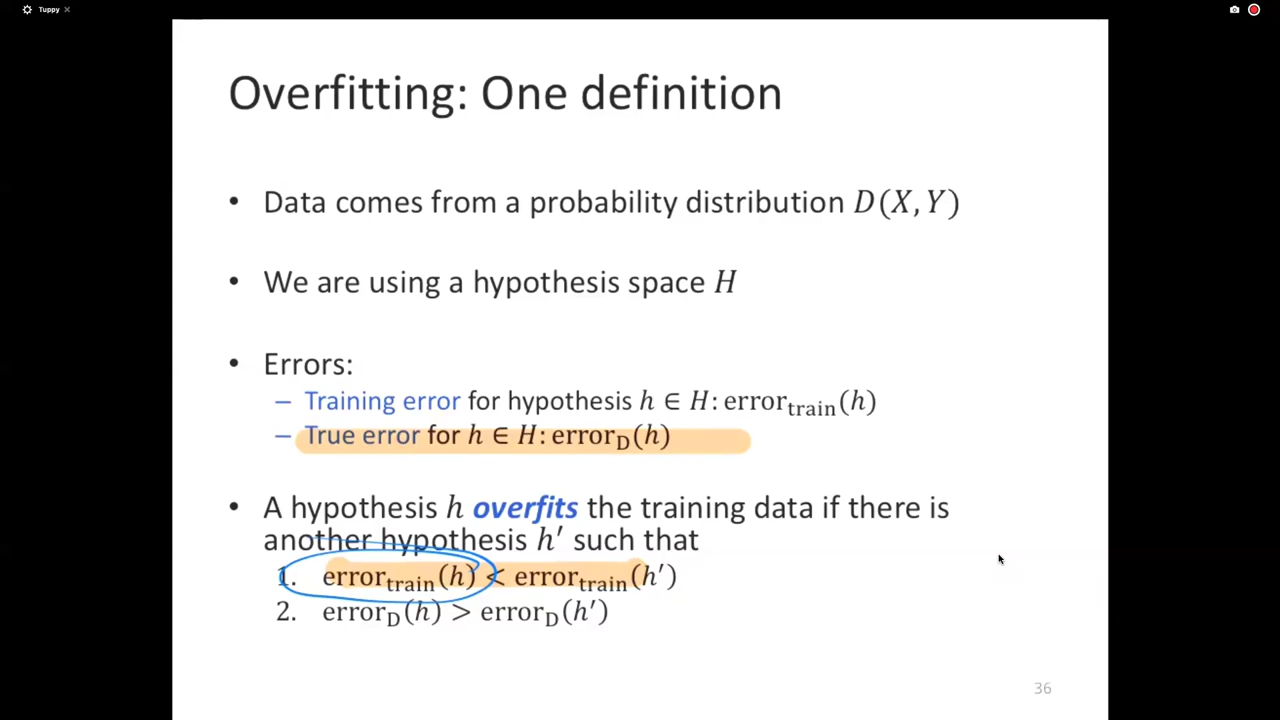 Tuppy ×
Overfitting: One definition
• Data comes from a probability distribution D(X, Y)
• We are using a hypothesis space H
• Errors:
– Training error for hypothesis h ∈ H: error_train(h)
– True error for h ∈ H: error_D(h)
• A hypothesis h overfits the training data if there is
another hypothesis h′ such that
1. error_train(h) < error_train(h′)
2. error_D(h) > error_D(h′)
36